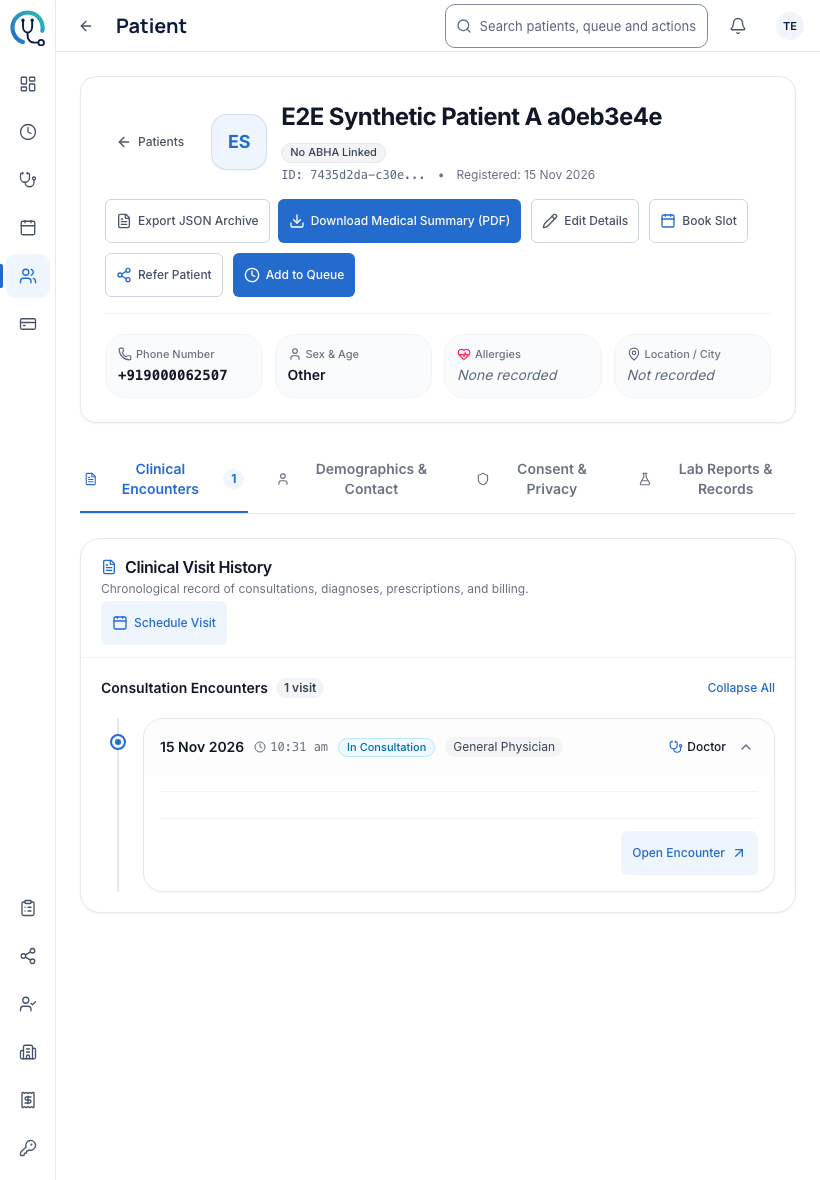 Patient
Search patients, queue and actions
TE
Patients
ES
E2E Synthetic Patient A a0eb3e4e
No ABHA Linked
ID: 7435d2da-c30e... • Registered: 15 Nov 2026
Export JSON Archive
Download Medical Summary (PDF)
Edit Details
Book Slot
Refer Patient
Add to Queue
Phone Number
+919000062507
Sex & Age
Other
Allergies
None recorded
Location / City
Not recorded
Clinical
Encounters
1
Demographics &
Contact
Consent &
Privacy
Lab Reports &
Records
Clinical Visit History
Chronological record of consultations, diagnoses, prescriptions, and billing.
Schedule Visit
Consultation Encounters 1 visit
Collapse All
15 Nov 2026 10:31 am In Consultation General Physician Doctor
Open Encounter